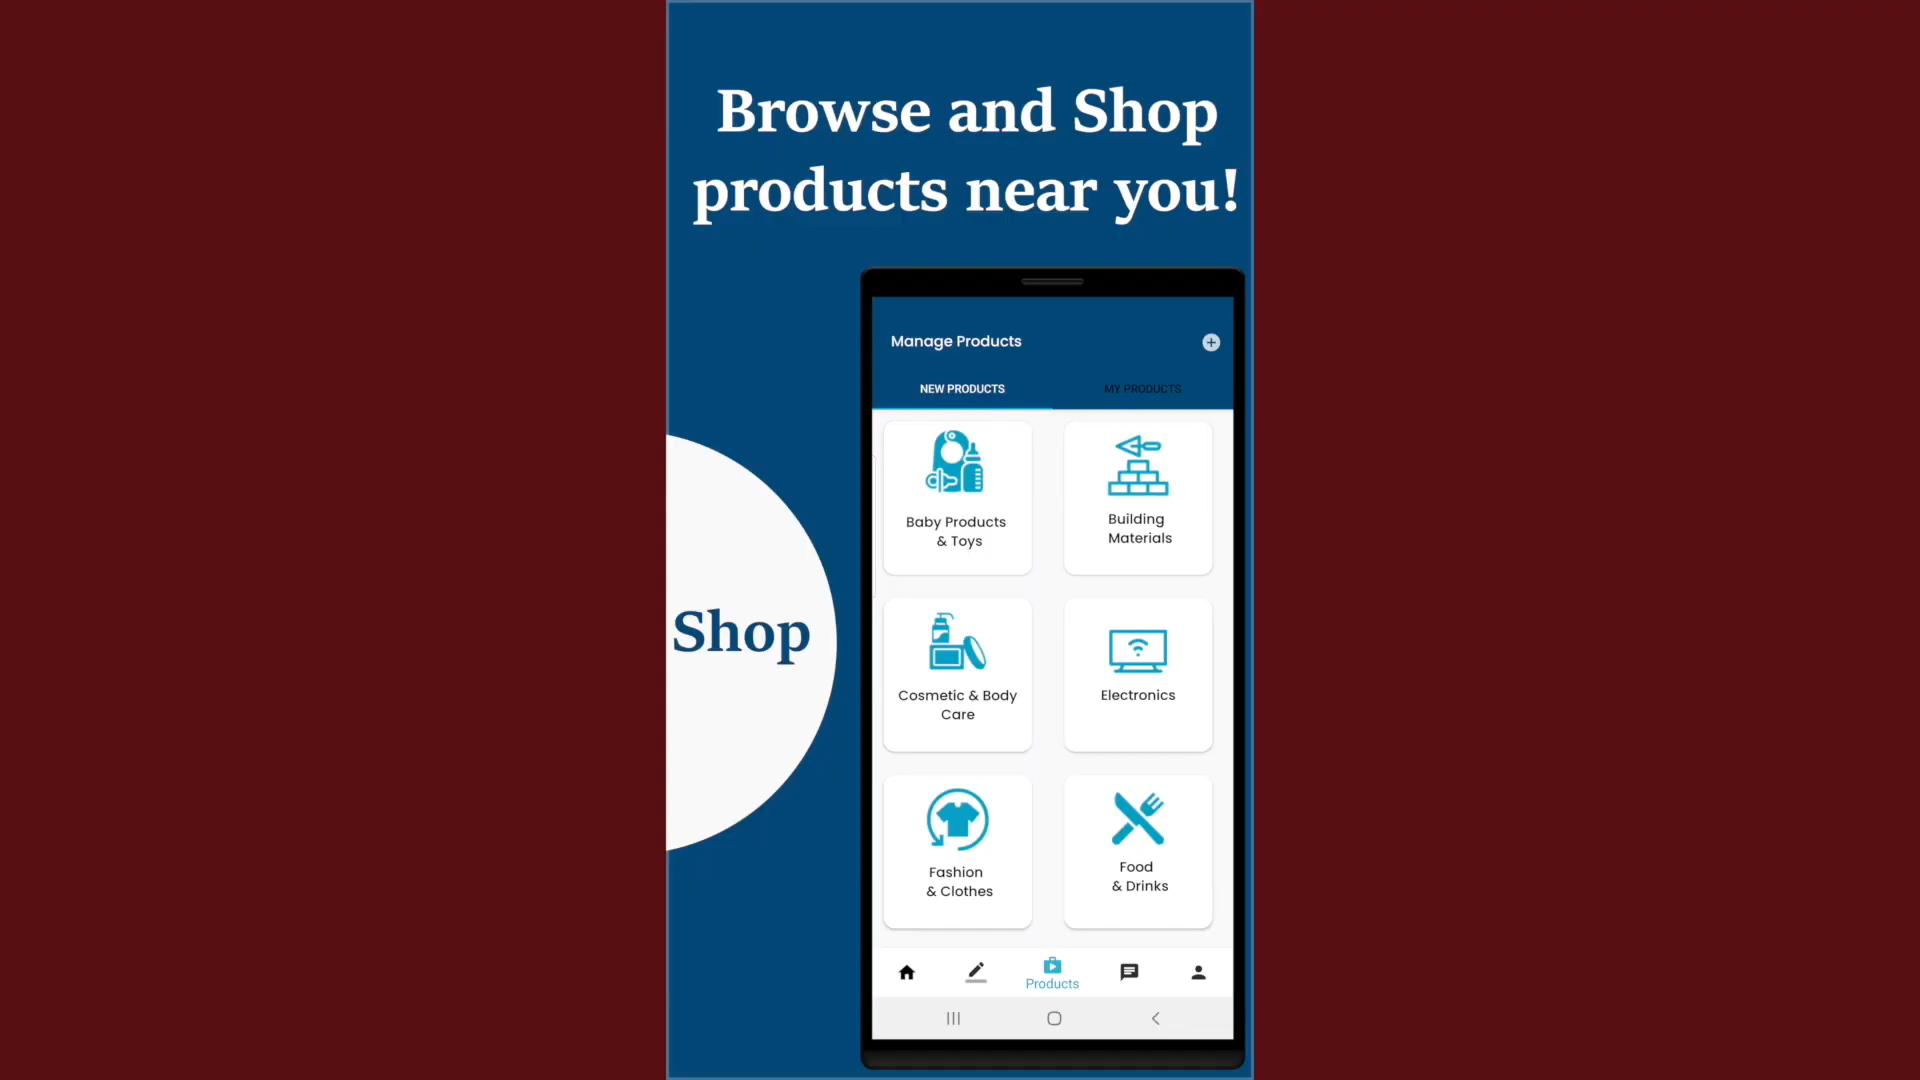 Browse and Shop
products near you!
Shop
Manage Products
NEW PRODUCTS
MY PRODUCTS
Baby Products
& Toys
Building
Materials
Cosmetic & Body
Care
Electronics
Fashion
& Clothes
Food
& Drinks
Products